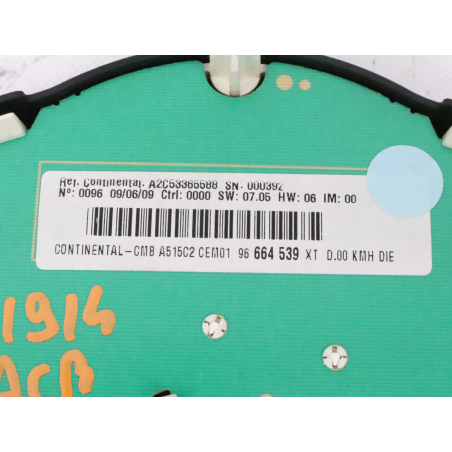 Ref. Continental. A2C53365588 SN. 000392
N°: 0096 09/06/09 Ctrl: 0000 SW: 07.05 HW: 06 IM: 00
CONTINENTAL-CMB A515C2 CEM01 96 664 539 XT D.00 KMH DIE
1914
ACB